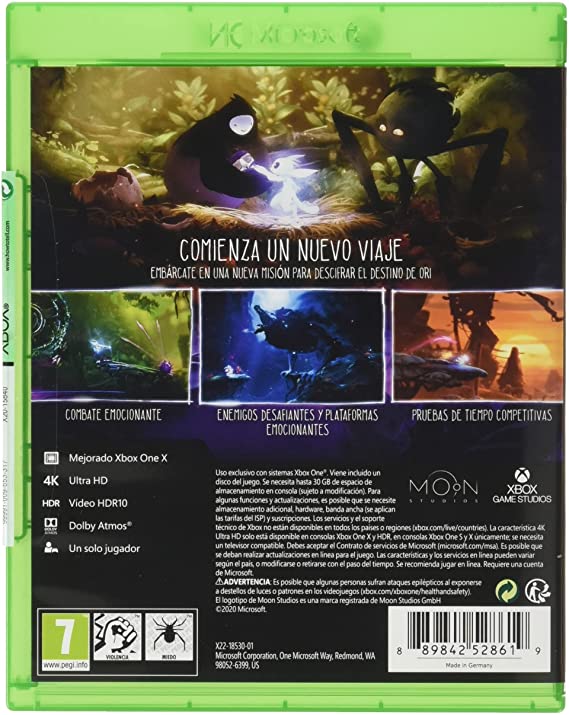 XBOX
COMIENZA UN NUEVO VIAJE
EMBÁRCATE EN UNA NUEVA MISIÓN PARA DESCIFRAR EL DESTINO DE ORI
COMBATE EMOCIONANTE
ENEMIGOS DESAFIANTES Y PLATAFORMAS
EMOCIONANTES
PRUEBAS DE TIEMPO COMPETITIVAS
Mejorado Xbox One X
4K Ultra HD
HDR Vídeo HDR10
DOLBY ATMOS Dolby Atmos®
Un solo jugador
Uso exclusivo con sistemas Xbox One®. Viene incluido un
disco del juego. Se necesita hasta 30 GB de espacio de
almacenamiento en consola (sujeto a modificación). Para
algunas funciones y actualizaciones, es posible que se necesite
almacenamiento adicional, hardware, banda ancha (se aplican
las tarifas del ISP) y suscripciones. Los servicios y el soporte
técnico de Xbox no están disponibles en todos los países o regiones (xbox.com/live/countries). La característica 4K
Ultra HD solo está disponible en consolas Xbox One X y HDR, en consolas Xbox One S y X únicamente; se necesita
un televisor compatible. Debes aceptar el Contrato de servicios de Microsoft (microsoft.com/msa). Es posible que
se deban realizar actualizaciones en línea para el juego. Las características y los servicios en línea pueden variar
según el país, o modificarse o retirarse con el paso del tiempo. Se recomienda jugar en línea. Requiere una cuenta
de Microsoft.
ADVERTENCIA: Es posible que algunas personas sufran ataques epilépticos al exponerse
a destellos de luces o patrones en los videojuegos (xbox.com/xboxone/healthandsafety).
El logotipo de Moon Studios es una marca registrada de Moon Studios GmbH
©2020 Microsoft.
MOON
STUDIOS
XBOX
GAME STUDIOS
7
www.pegi.info
VIOLENCIA
MIEDO
X22-18530-01
Microsoft Corporation, One Microsoft Way, Redmond, WA
98052-6399, US
8 89842 52861 9
Made in Germany
XBOX®